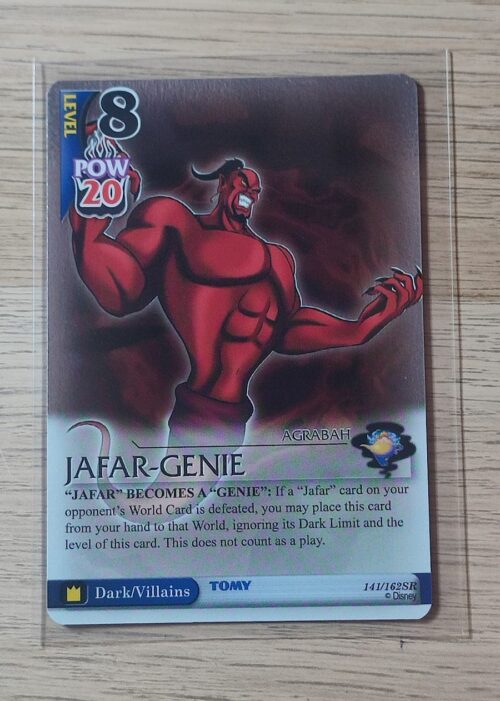 LEVEL
8
POW
20
AGRABAH
JAFAR-GENIE
"JAFAR" BECOMES A "GENIE": If a "Jafar" card on your
opponent's World Card is defeated, you may place this card
from your hand to that World, ignoring its Dark Limit and the
level of this card. This does not count as a play.
Dark/Villains
TOMY
141/162SR
© Disney